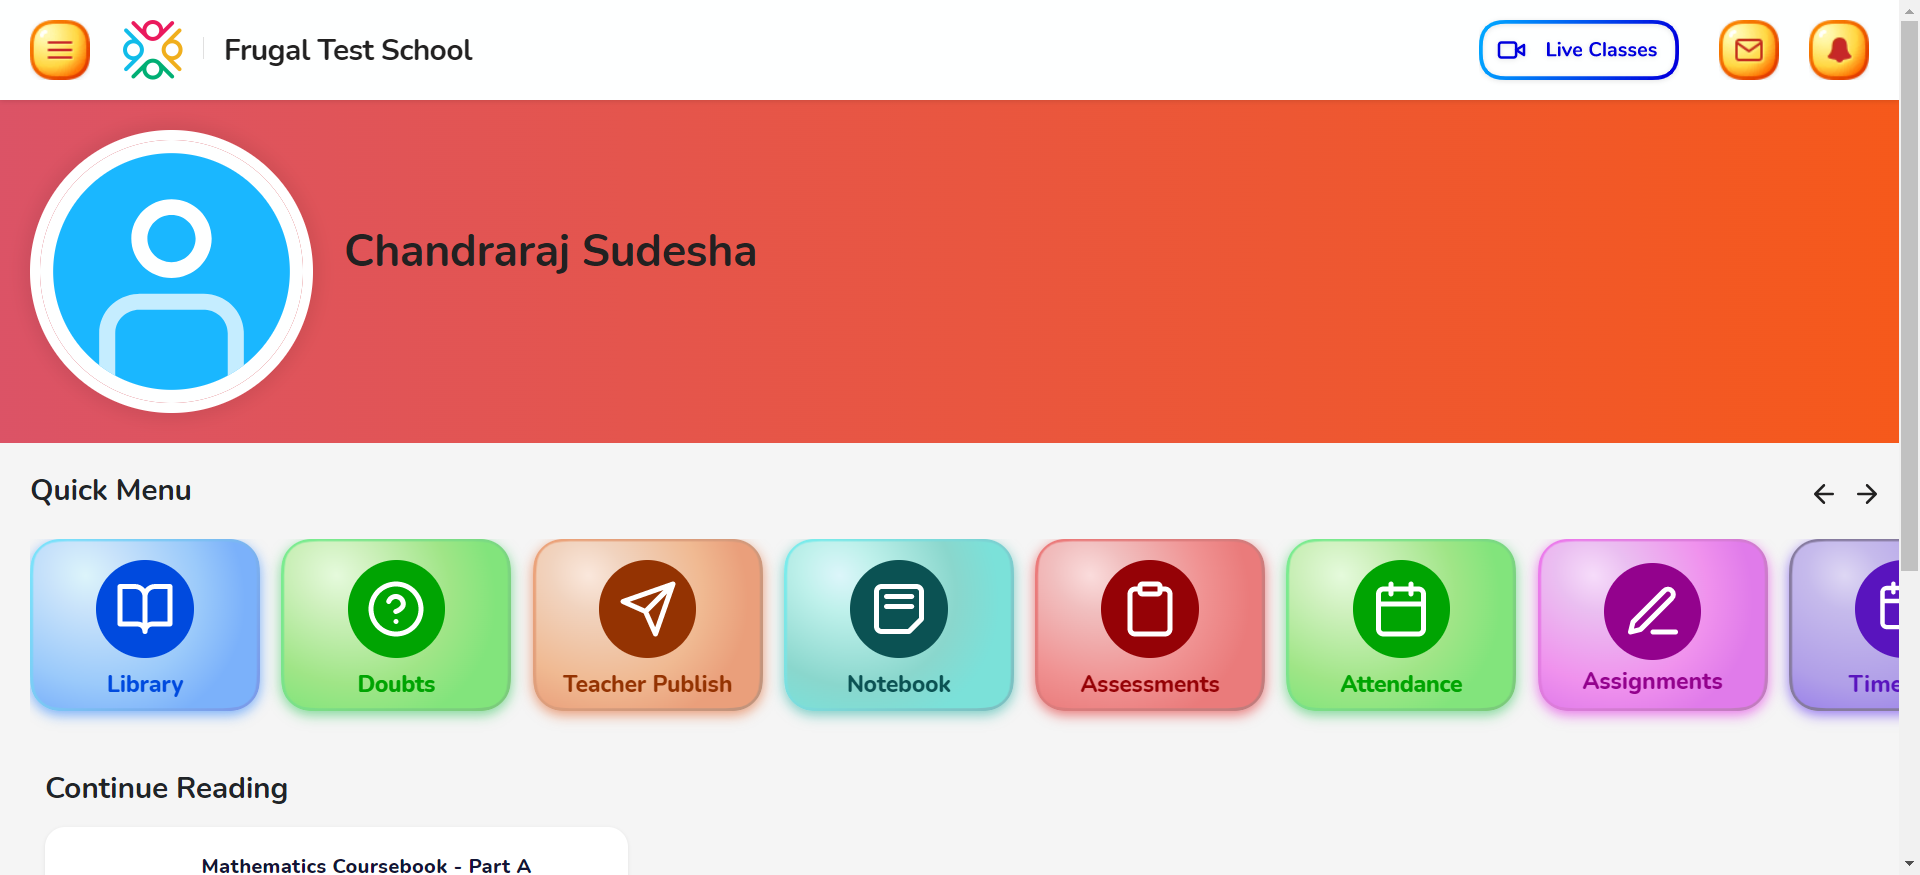 Frugal Test School
Live Classes
Chandraraj Sudesha
Quick Menu
Library
Doubts
Teacher Publish
Notebook
Assessments
Attendance
Assignments
Time
Continue Reading
Mathematics Coursebook - Part A